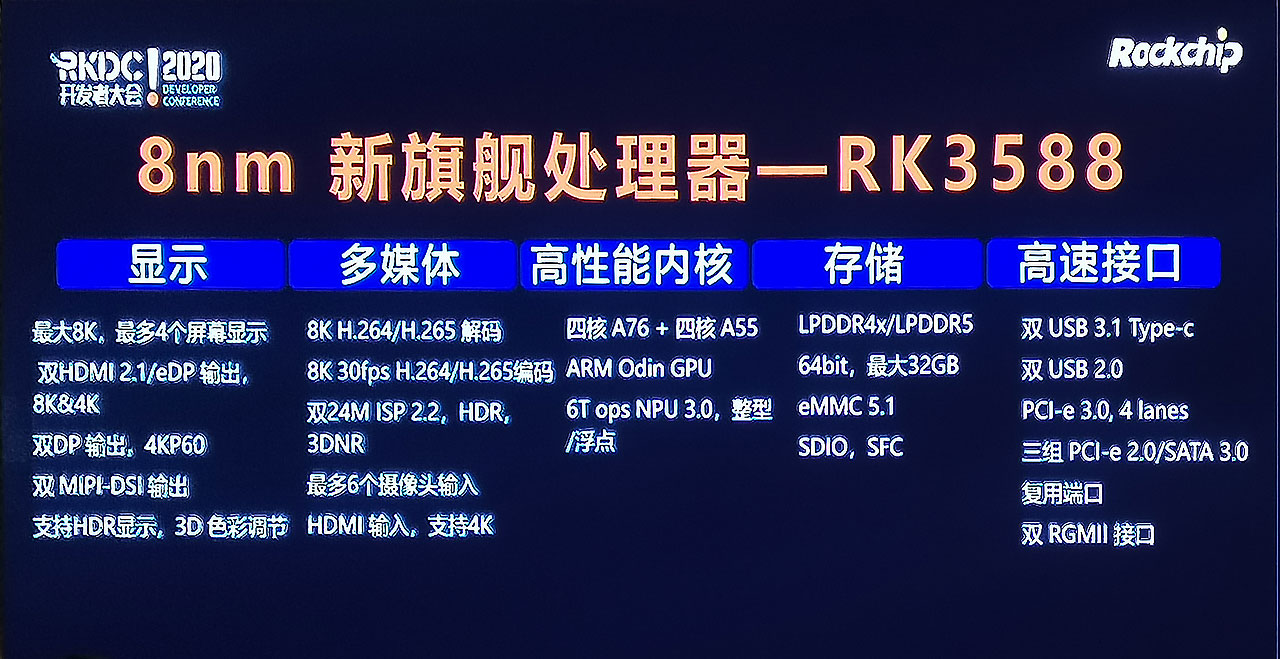 RKDC! 2020
开发者大会 DEVELOPER CONFERENCE
Rockchip
8nm 新旗舰处理器—RK3588
显示
最大8K，最多4个屏幕显示
双HDMI 2.1/eDP 输出，
8K&4K
双DP 输出，4KP60
双 MIPI-DSI 输出
支持HDR显示，3D 色彩调节
多媒体
8K H.264/H.265 解码
8K 30fps H.264/H.265编码
双24M ISP 2.2，HDR，
3DNR
最多6个摄像头输入
HDMI 输入，支持4K
高性能内核
四核 A76 + 四核 A55
ARM Odin GPU
6T ops NPU 3.0，整型
/浮点
存储
LPDDR4x/LPDDR5
64bit，最大32GB
eMMC 5.1
SDIO，SFC
高速接口
双 USB 3.1 Type-c
双 USB 2.0
PCI-e 3.0, 4 lanes
三组 PCI-e 2.0/SATA 3.0
复用端口
双 RGMII 接口